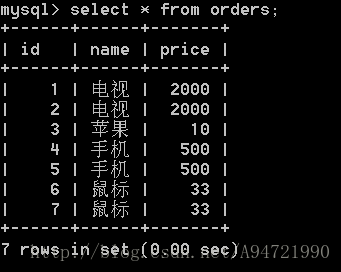 mysql> select * from orders;
+------+------+-------+
| id | name | price |
+------+------+-------+
| 1 | 电视 | 2000 |
| 2 | 电视 | 2000 |
| 3 | 苹果 | 10 |
| 4 | 手机 | 500 |
| 5 | 手机 | 500 |
| 6 | 鼠标 | 33 |
| 7 | 鼠标 | 33 |
+------+------+-------+
7 rows in set (0.00 sec)
http://blog.csdn.net/A94721990